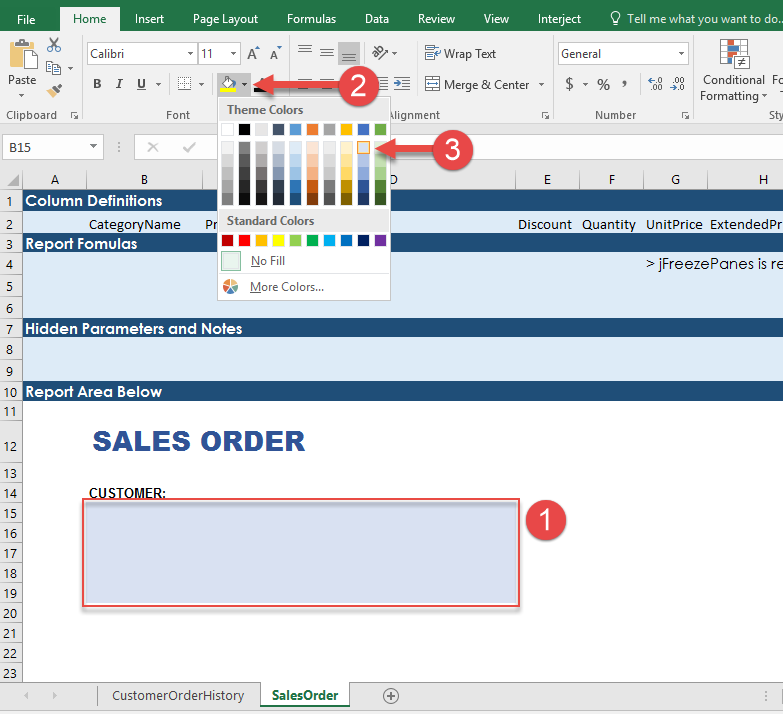 File Home Insert Page Layout Formulas Data Review View Interject Tell me what you want to do...
Calibri 11 A A Wrap Text General
Paste B I U A 2 Merge & Center $ % , .00 Conditional
Formatting
Clipboard Font Alignment Number
Theme Colors
B15
3
A B D E F G H
1 Column Definitions
2 CategoryName Discount Quantity UnitPrice ExtendedPr
Standard Colors
3 Report Fomulas
No Fill
4 > jFreezePanes is re
More Colors...
5
6
7 Hidden Parameters and Notes
8
9
10 Report Area Below
11
12 SALES ORDER
13
14 CUSTOMER:
15 1
16
17
18
19
20
21
22
23
CustomerOrderHistory SalesOrder